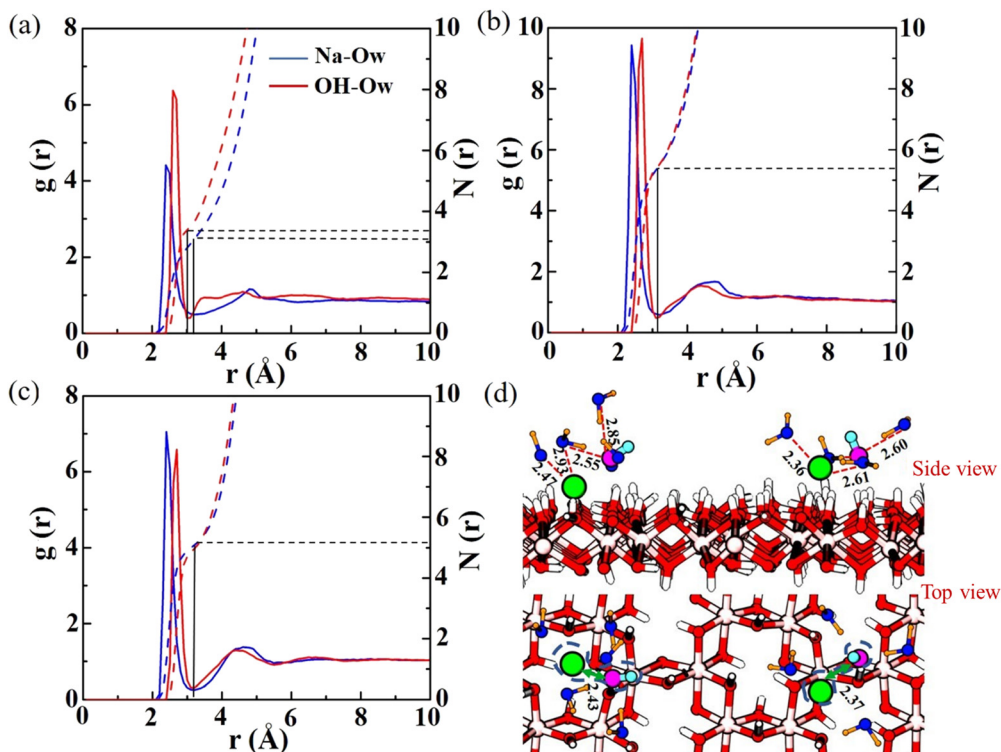 (a)
8
6
4
2
0
0 2 4 6 8 10
10
8
6
4
2
0
g (r)
N (r)
r (Å)
Na-Ow
OH-Ow
(b)
10
8
6
4
2
0
0 2 4 6 8 10
10
8
6
4
2
0
g (r)
N (r)
r (Å)
(c)
8
6
4
2
0
0 2 4 6 8 10
10
8
6
4
2
0
g (r)
N (r)
r (Å)
(d)
2.85
2.93
2.55
2.47
2.36
2.60
2.61
Side view
Top view
2.43
2.37